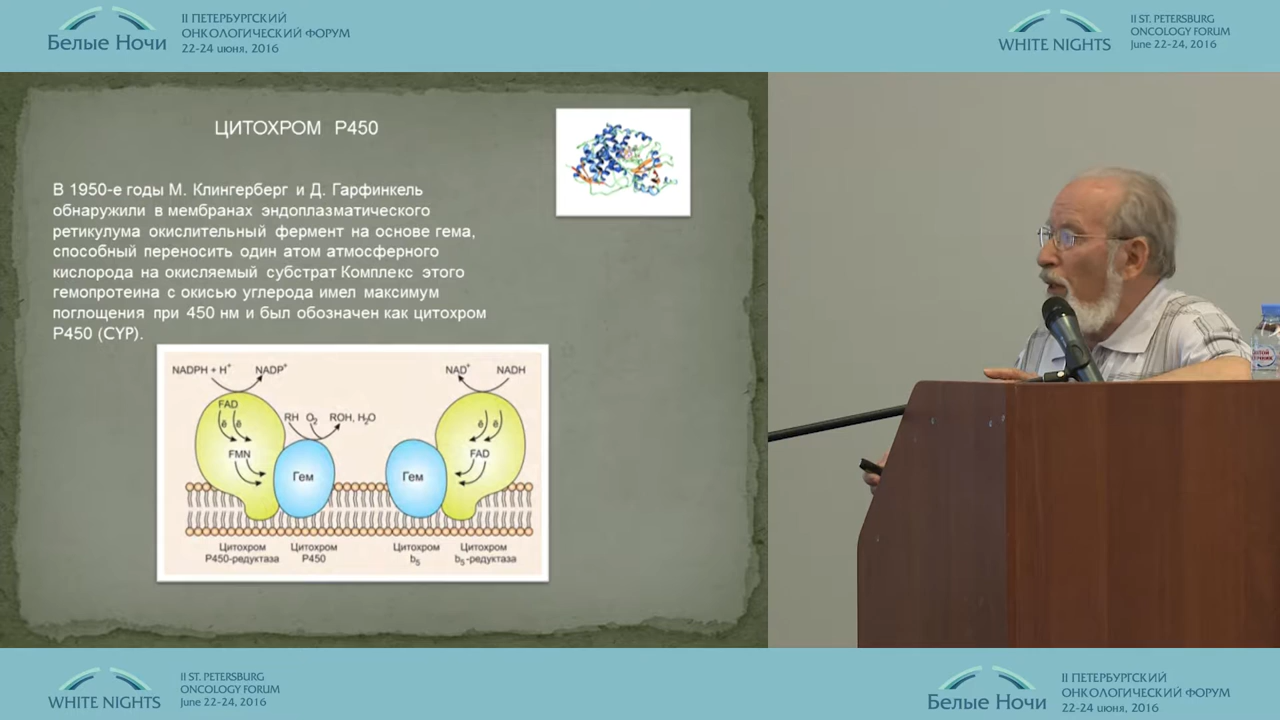 II ПЕТЕРБУРГСКИЙ
ОНКОЛОГИЧЕСКИЙ ФОРУМ
Белые Ночи
22-24 июня, 2016
II ST. PETERSBURG
ONCOLOGY FORUM
WHITE NIGHTS
June 22-24, 2016
ЦИТОХРОМ P450
В 1950-е годы М. Клингерберг и Д. Гарфинкель
обнаружили в мембранах эндоплазматического
ретикулума окислительный фермент на основе гема,
способный переносить один атом атмосферного
кислорода на окисляемый субстрат Комплекс этого
гемопротеина с окисью углерода имел максимум
поглощения при 450 нм и был обозначен как цитохром
P450 (CYP).
NADPH + H⁺ NADP⁺ NAD⁺ NADH
FAD
RH O₂ ROH, H₂O
ē ē ē ē
FMN FAD
Гем Гем
Цитохром Цитохром Цитохром Цитохром
P450-редуктаза P450 b₅ b₅-редуктаза
II ST. PETERSBURG
ONCOLOGY FORUM
WHITE NIGHTS
June 22-24, 2016
II ПЕТЕРБУРГСКИЙ
ОНКОЛОГИЧЕСКИЙ ФОРУМ
Белые Ночи
22-24 июня, 2016